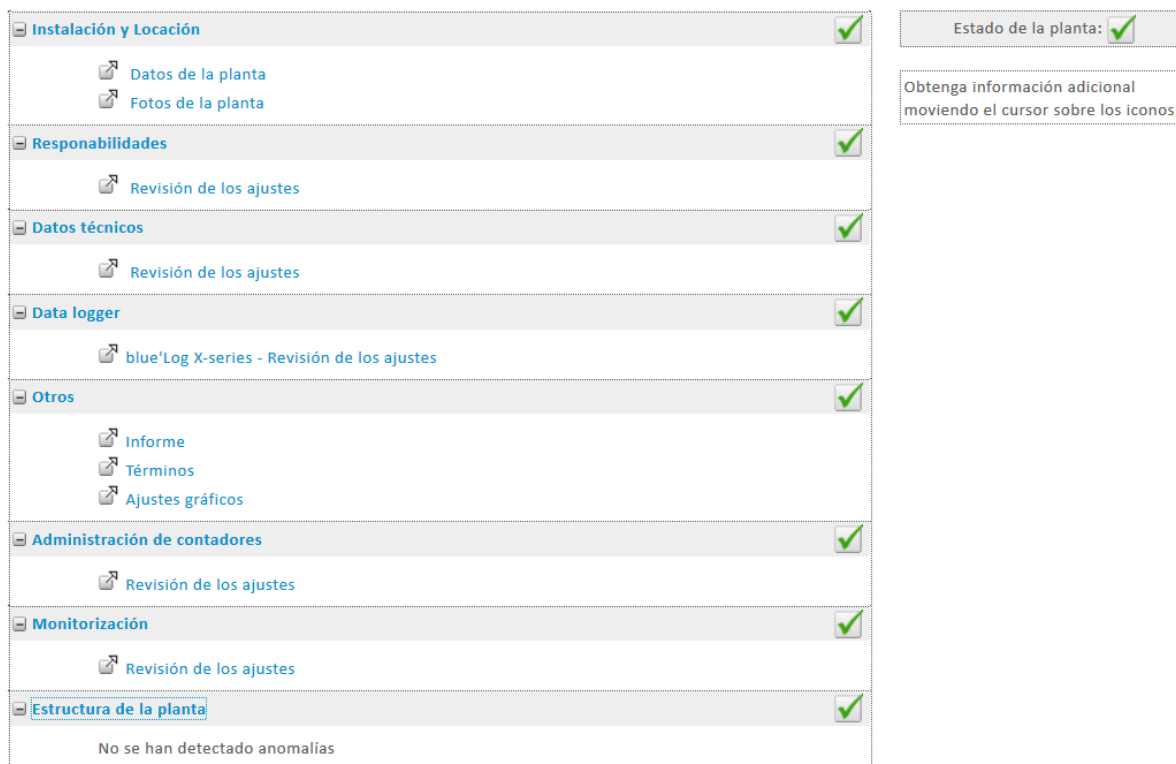 Instalación y Locación
Estado de la planta:
Datos de la planta
Fotos de la planta
Obtenga información adicional
moviendo el cursor sobre los iconos
Responabilidades
Revisión de los ajustes
Datos técnicos
Revisión de los ajustes
Data logger
blue'Log X-series - Revisión de los ajustes
Otros
Informe
Términos
Ajustes gráficos
Administración de contadores
Revisión de los ajustes
Monitorización
Revisión de los ajustes
Estructura de la planta
No se han detectado anomalías